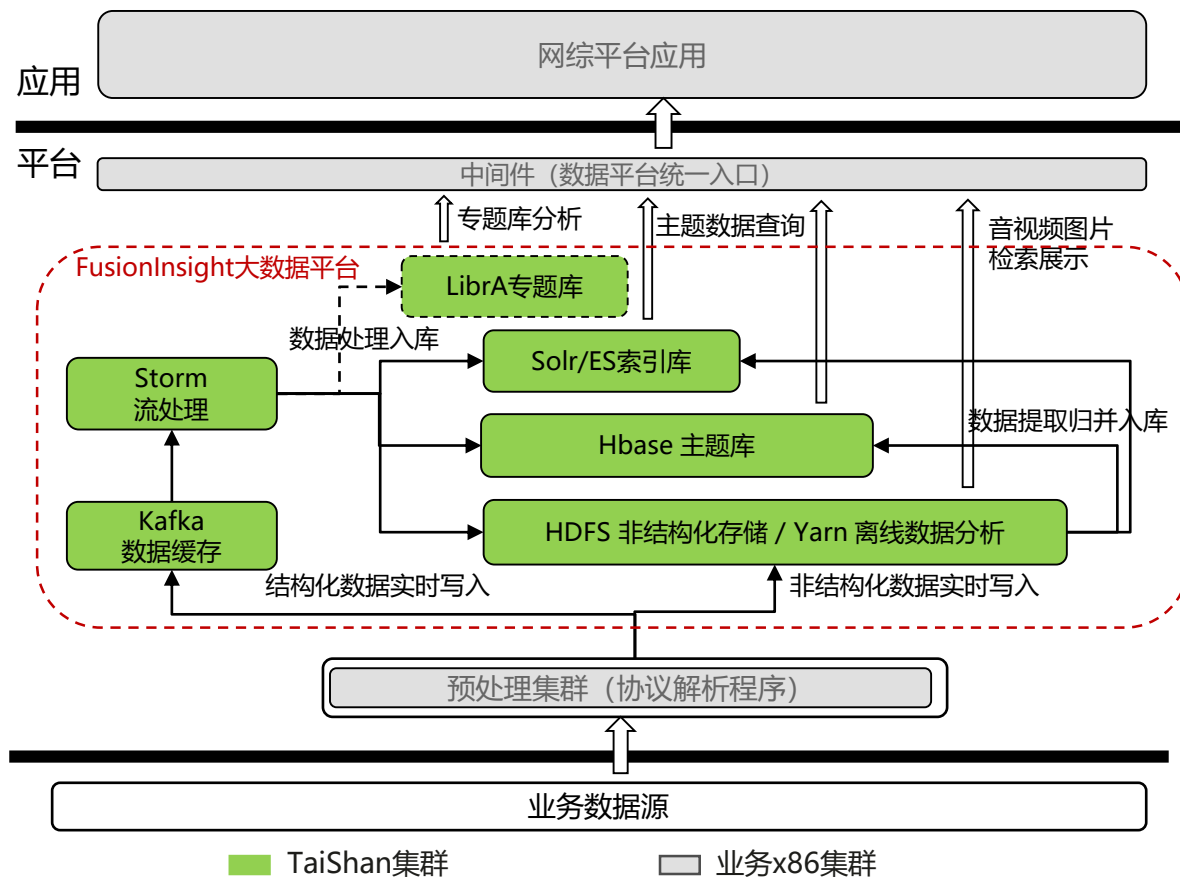 网综平台应用
应用
平台
中间件（数据平台统一入口）
专题库分析
主题数据查询
音视频图片
检索展示
FusionInsight大数据平台
LibrA专题库
数据处理入库
Solr/ES索引库
Storm
流处理
数据提取归并入库
Hbase 主题库
Kafka
数据缓存
HDFS 非结构化存储 / Yarn 离线数据分析
结构化数据实时写入
非结构化数据实时写入
预处理集群（协议解析程序）
业务数据源
TaiShan集群
业务x86集群